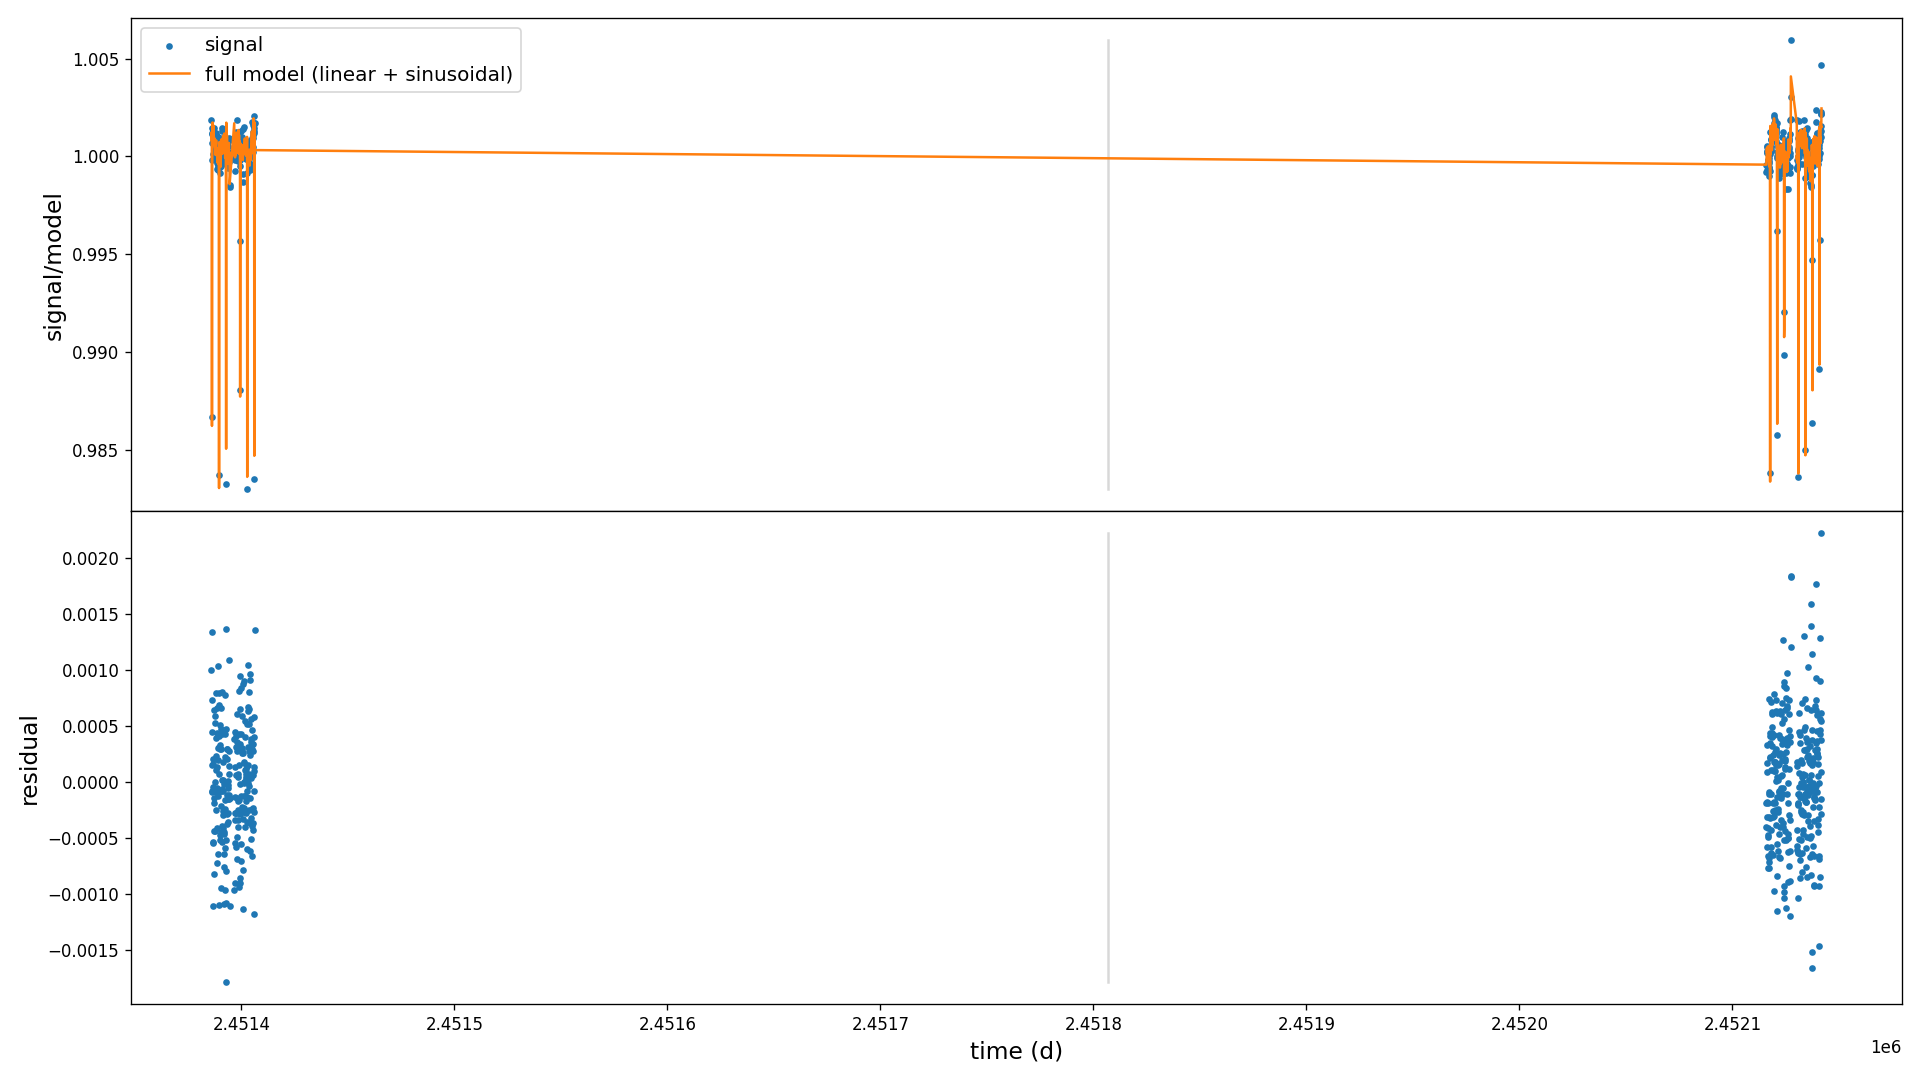 signal
full model (linear + sinusoidal)
signal/model
1.005
1.000
0.995
0.990
0.985
residual
0.0020
0.0015
0.0010
0.0005
0.0000
−0.0005
−0.0010
−0.0015
2.4514 2.4515 2.4516 2.4517 2.4518 2.4519 2.4520 2.4521
1e6
time (d)